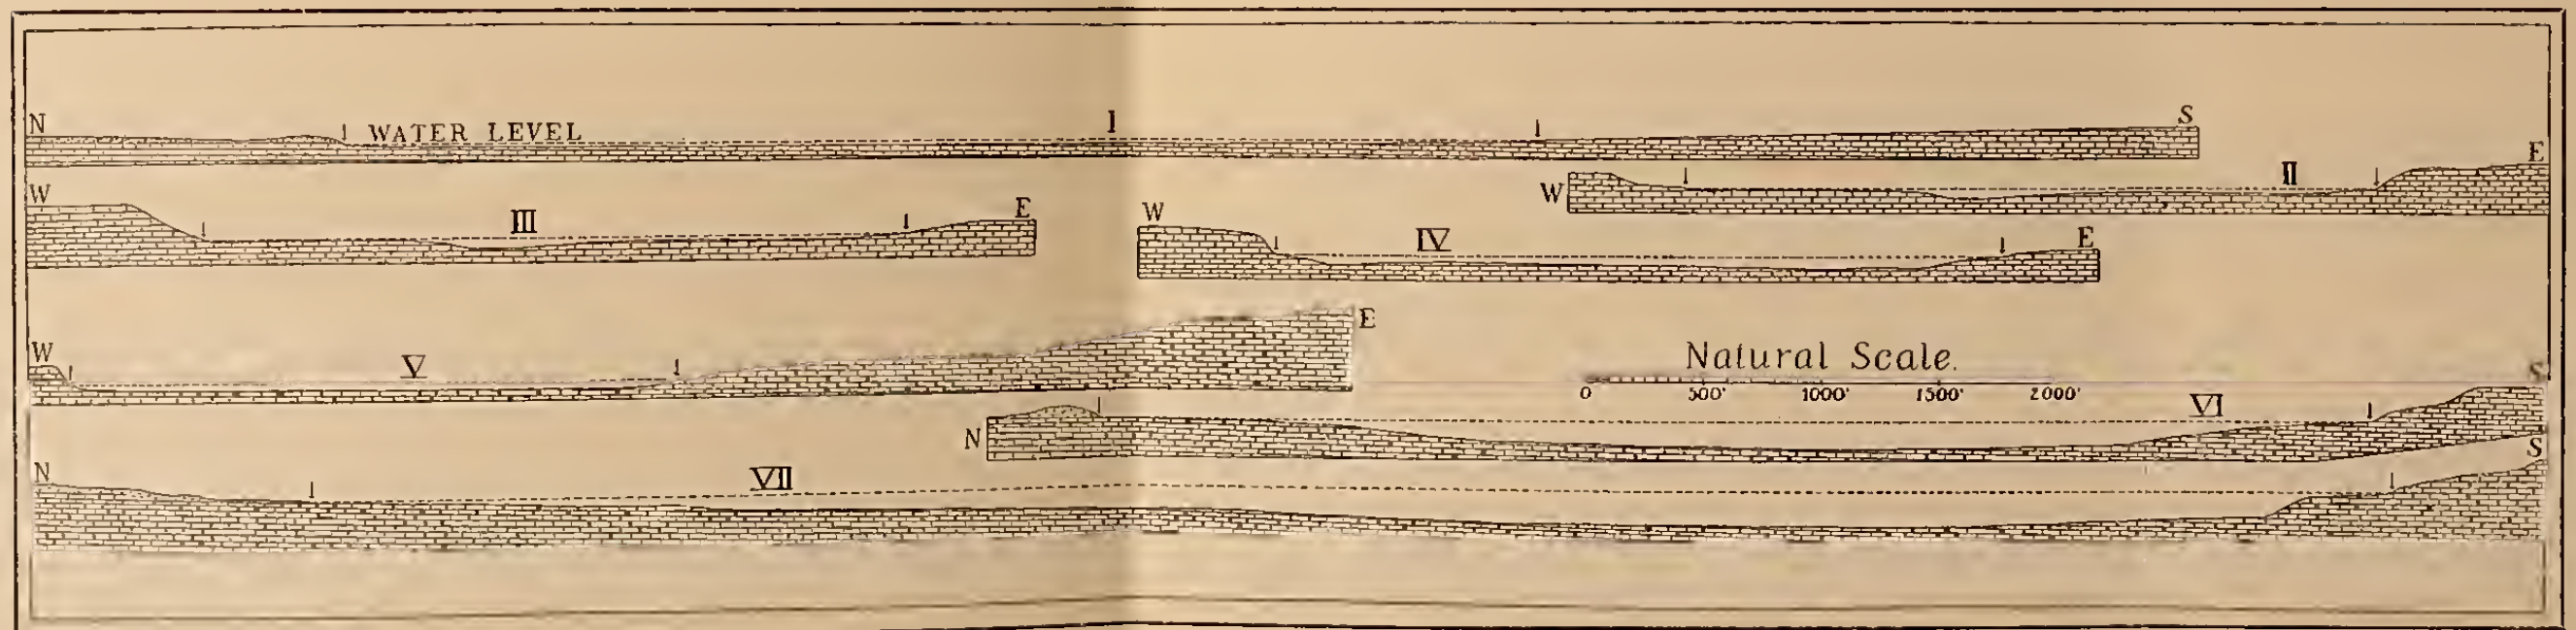 N WATER LEVEL I S
W II E
W III E
W IV E
W V E
Natural Scale.
0 500' 1000' 1500' 2000'
N VI S
N VII S